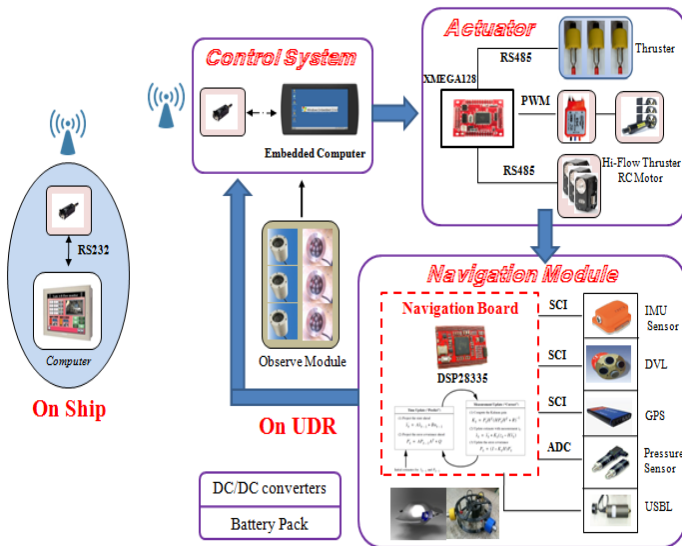 Control System
Embedded Computer
Actuator
XMEGA128
RS485
Thruster
PWM
RS485
Hi-Flow Thruster
RC Motor
RS232
Computer
On Ship
Observe Module
On UDR
DC/DC converters
Battery Pack
Navigation Module
Navigation Board
DSP28335
SCI
IMU
Sensor
SCI
DVL
SCI
GPS
ADC
Pressure
Sensor
USBL